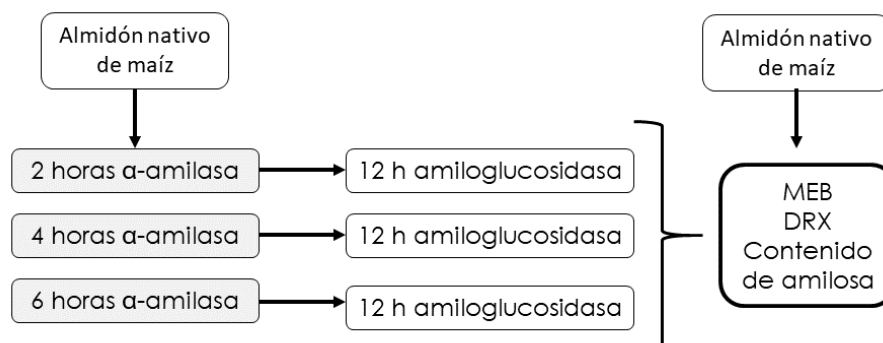 Almidón nativo
de maíz
Almidón nativo
de maíz
2 horas α-amilasa
12 h amiloglucosidasa
4 horas α-amilasa
12 h amiloglucosidasa
6 horas α-amilasa
12 h amiloglucosidasa
MEB
DRX
Contenido
de amilosa